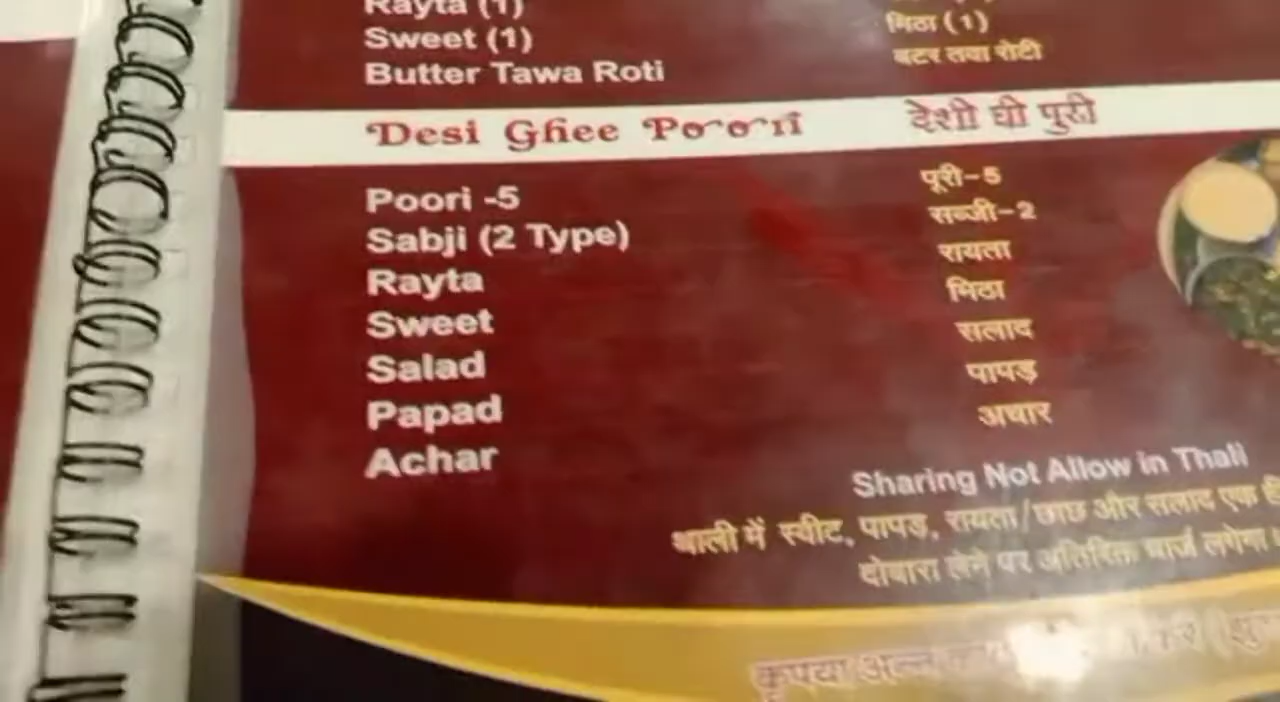 Rayta (1)
Sweet (1)
मिठा (1)
Butter Tawa Roti
बटर तवा रोटी
Desi Ghee Poori
देशी घी पुरी
Poori -5
पूरी-5
Sabji (2 Type)
सब्जी-2
Rayta
रायता
Sweet
मिठा
Salad
सलाद
Papad
पापड़
Achar
अचार
Sharing Not Allow in Thali
थाली में स्वीट, पापड, रायता/छाछ और सलाद एक
दोबारा लेने पर अतिरिक्त चार्ज लगेगा
कृपया अन्न